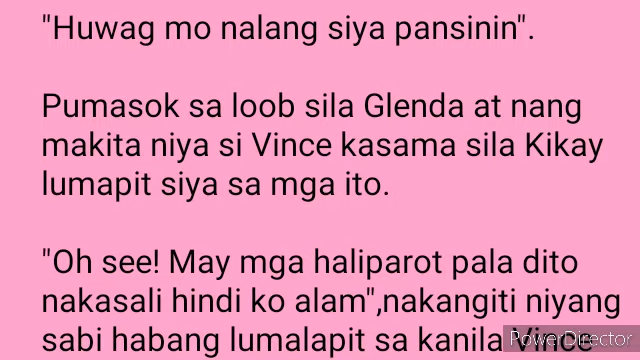 "Huwag mo nalang siya pansinin".
Pumasok sa loob sila Glenda at nang
makita niya si Vince kasama sila Kikay
lumapit siya sa mga ito.
"Oh see! May mga haliparot pala dito
nakasali hindi ko alam",nakangiti niyang
sabi habang lumalapit sa kanila Vince
PowerDirector